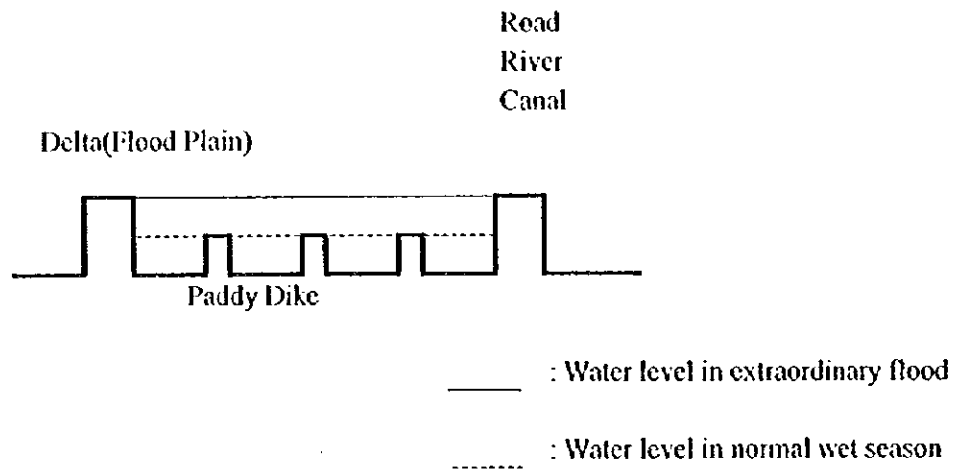 Road
River
Canal
Delta(Flood Plain)
Paddy Dike
: Water level in extraordinary flood
: Water level in normal wet season